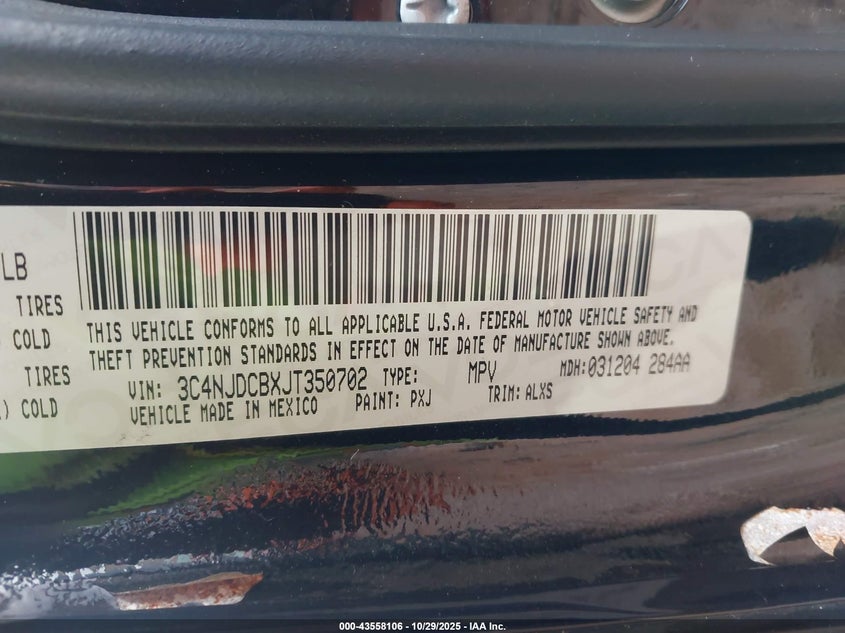 LB
TIRES
COLD
TIRES
) COLD
THIS VEHICLE CONFORMS TO ALL APPLICABLE U.S.A. FEDERAL MOTOR VEHICLE SAFETY AND
THEFT PREVENTION STANDARDS IN EFFECT ON THE DATE OF MANUFACTURE SHOWN ABOVE.
VIN: 3C4NJDCBXJT350702 TYPE: MPV MDH:031204 284AA
VEHICLE MADE IN MEXICO PAINT: PXJ TRIM: ALXS
000-43558106 - 10/29/2025 - IAA Inc.